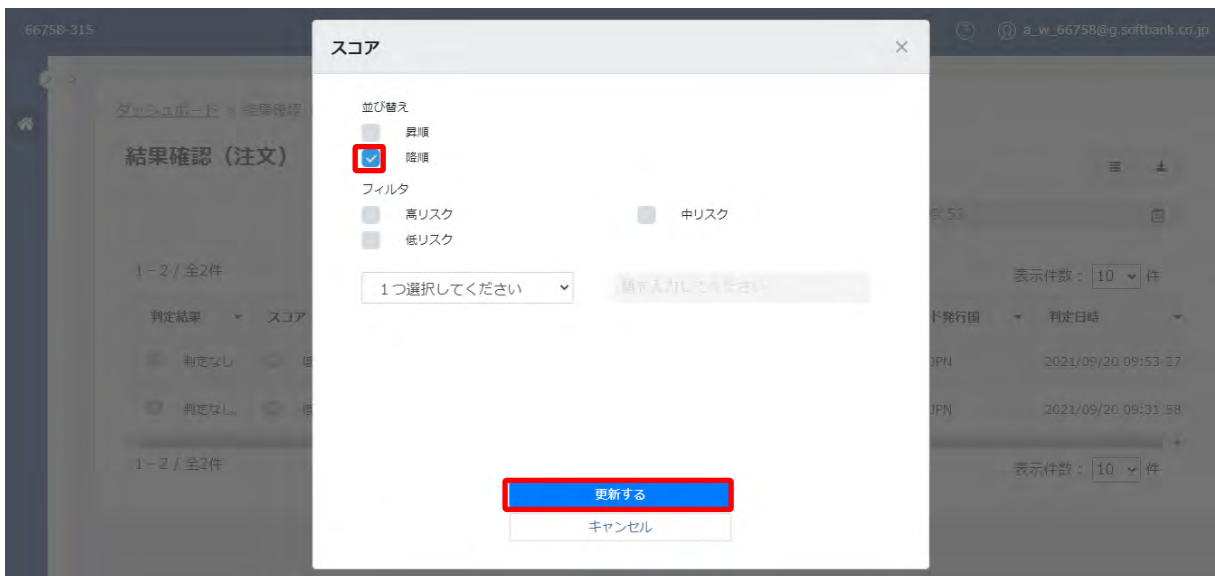 66758-315
a_w_66758@g.softbank.co.jp
スコア
ダッシュボード
結果確認
結果確認（注文）
並び替え
昇順
降順
フィルタ
高リスク
中リスク
低リスク
1つ選択してください
値を入力してください
1 - 2 / 全2件
表示件数： 10 件
判定結果 スコア ド発行国 判定日時
判定なし 低 JPN 2021/09/20 09:53:27
判定なし 低 JPN 2021/09/20 09:31:58
1 - 2 / 全2件
表示件数： 10 件
更新する
キャンセル